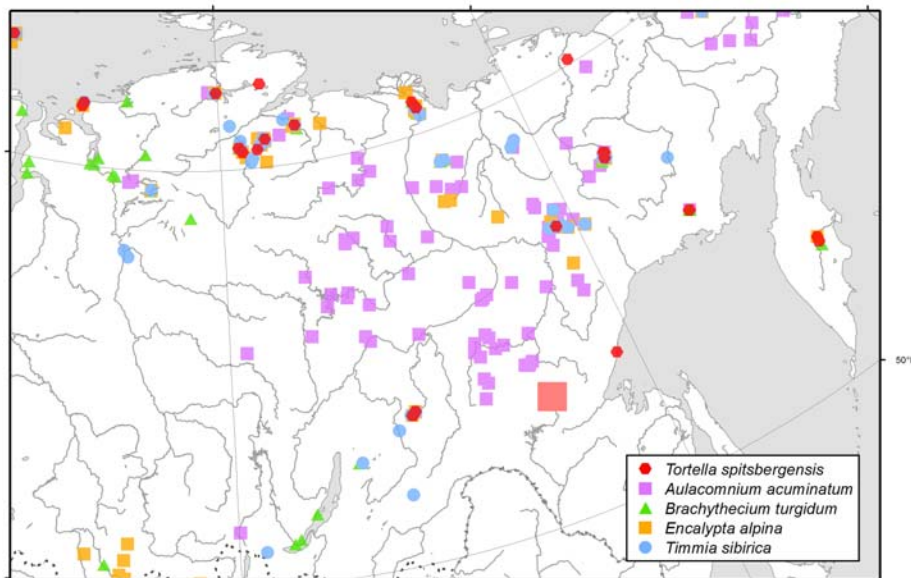 50°
Tortella spitsbergensis
Aulacomnium acuminatum
Brachythecium turgidum
Encalypta alpina
Timmia sibirica